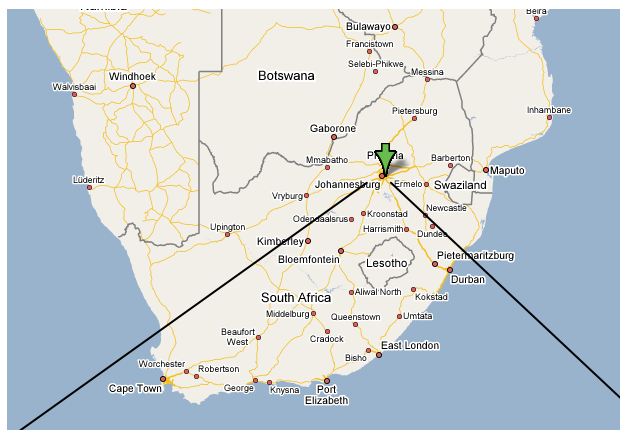 Beira
Bulawayo
Francistown
Selebi-Phikwe
Botswana
Messina
Windhoek
Walvisbaai
Pietersburg
Inhambane
Gaborone
Mmabatho
Barberton
Maputo
Lüderitz
Johannesburg
Ermelo
Swaziland
Vryburg
Kroonstad
Newcastle
Odendaalsrus
Upington
Harrismith
Dundee
Kimberley
Bloemfontein
Pietermaritzburg
Lesotho
Durban
South Africa
Aliwal North
Kokstad
Middelburg
Queenstown
Umtata
Beaufort
West
Cradock
East London
Bisho
Worchester
Robertson
Cape Town
George
Knysna
Port
Elizabeth